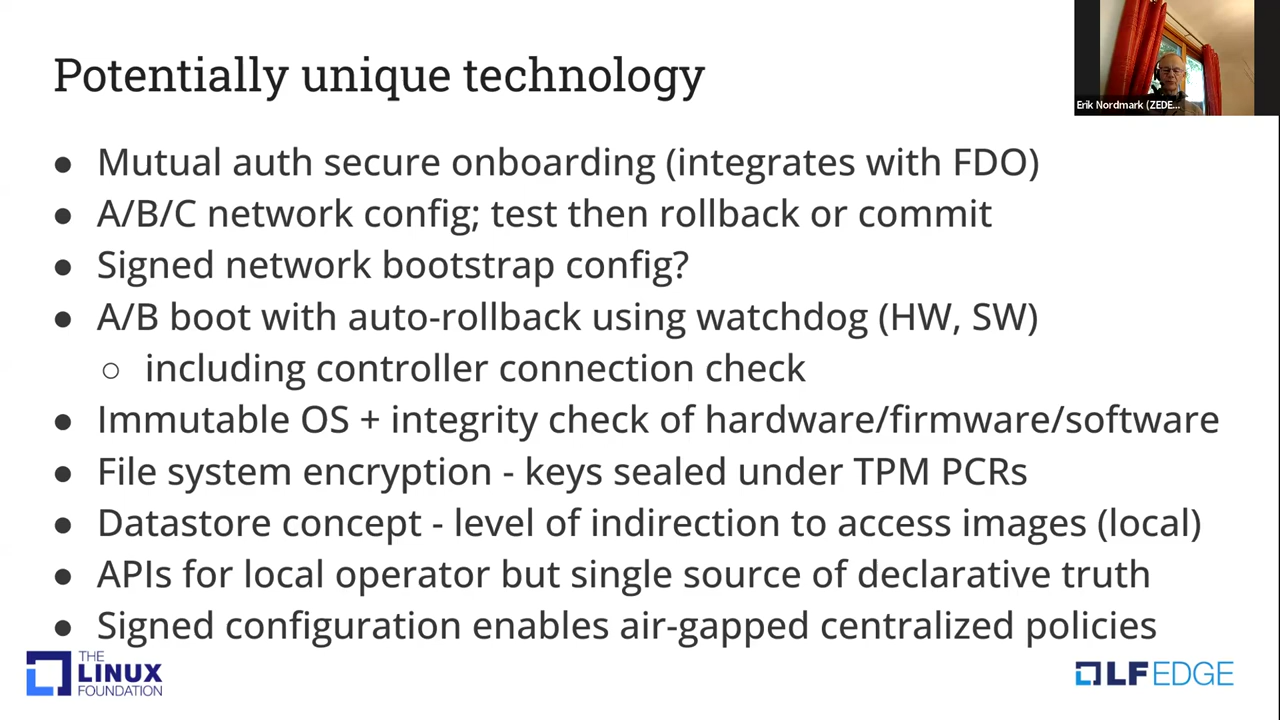 Potentially unique technology
Erik Nordmark (ZEDE...
● Mutual auth secure onboarding (integrates with FDO)
● A/B/C network config; test then rollback or commit
● Signed network bootstrap config?
● A/B boot with auto-rollback using watchdog (HW, SW)
○ including controller connection check
● Immutable OS + integrity check of hardware/firmware/software
● File system encryption - keys sealed under TPM PCRs
● Datastore concept - level of indirection to access images (local)
● APIs for local operator but single source of declarative truth
● Signed configuration enables air-gapped centralized policies
THE
LINUX
FOUNDATION
LFEDGE